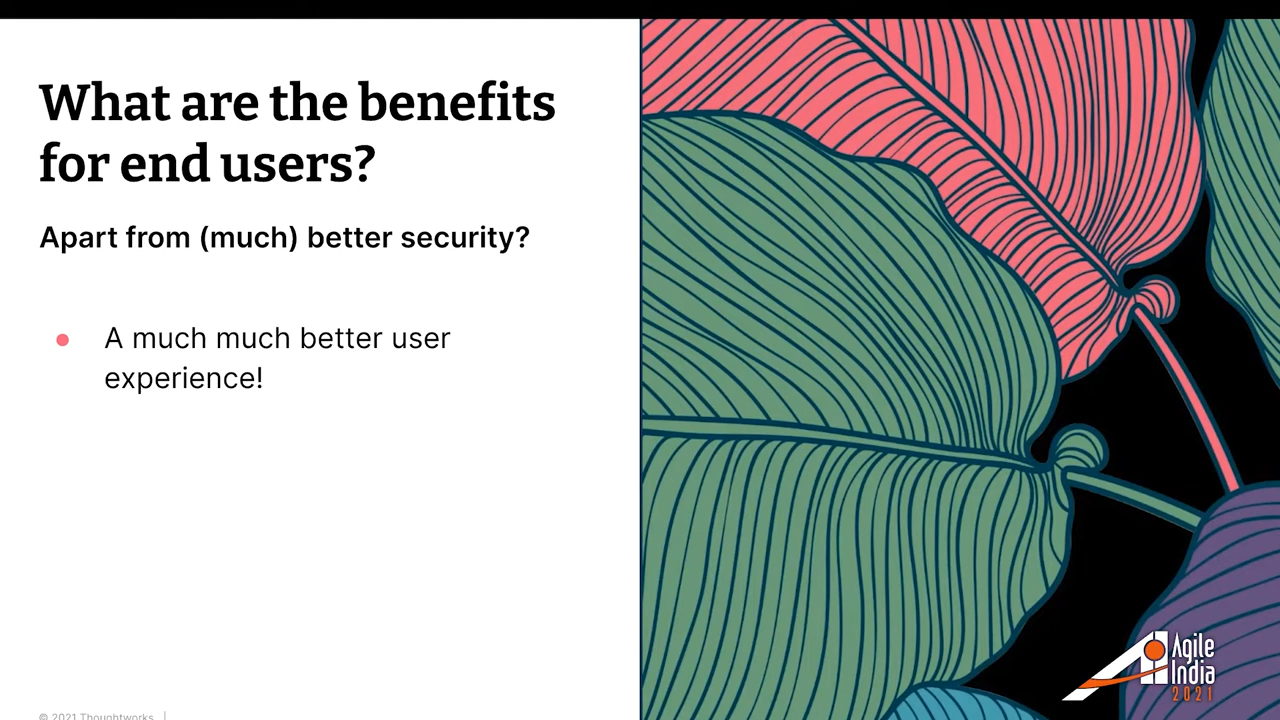 What are the benefits
for end users?
Apart from (much) better security?
● A much much better user
experience!
© 2021 Thoughtworks |
Agile
India
2021